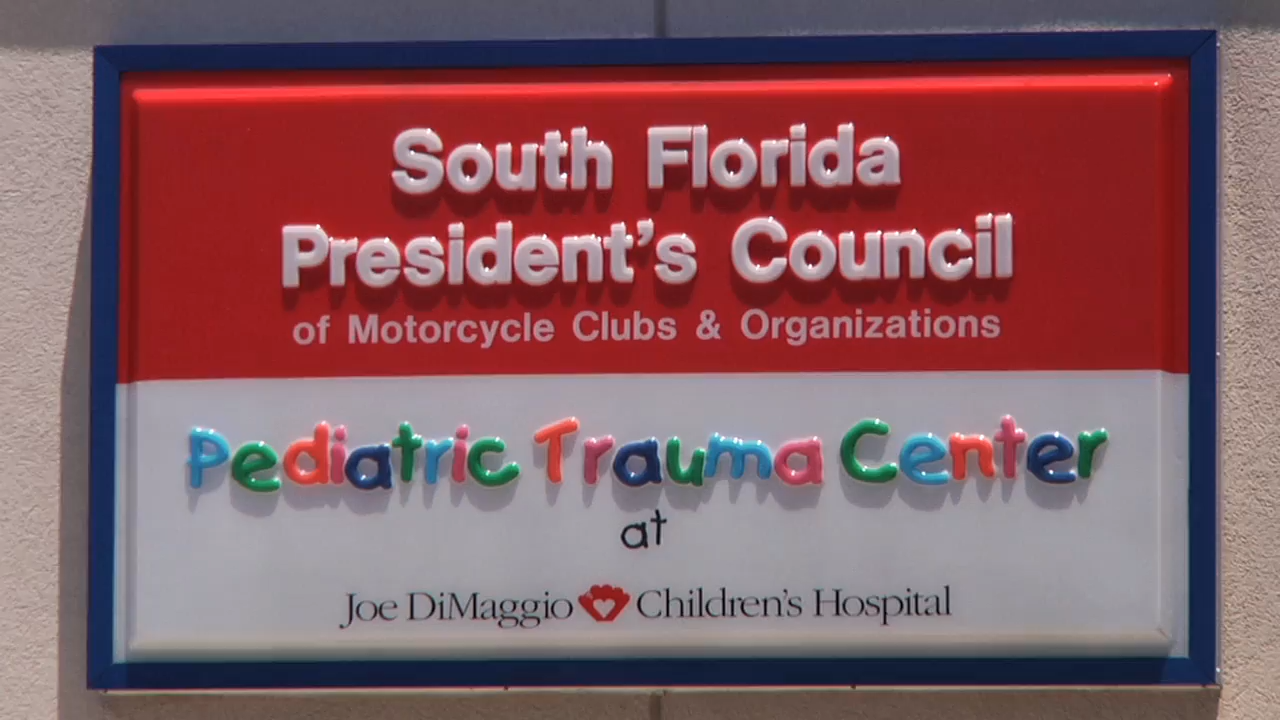 South Florida
President's Council
of Motorcycle Clubs & Organizations
Pediatric Trauma Center
at
Joe DiMaggio Children's Hospital